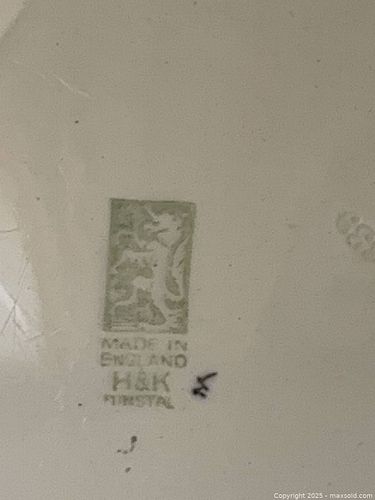 MADE IN
ENGLAND
H&K
TUNSTALL
Copyright © 2025 - maxsold.com